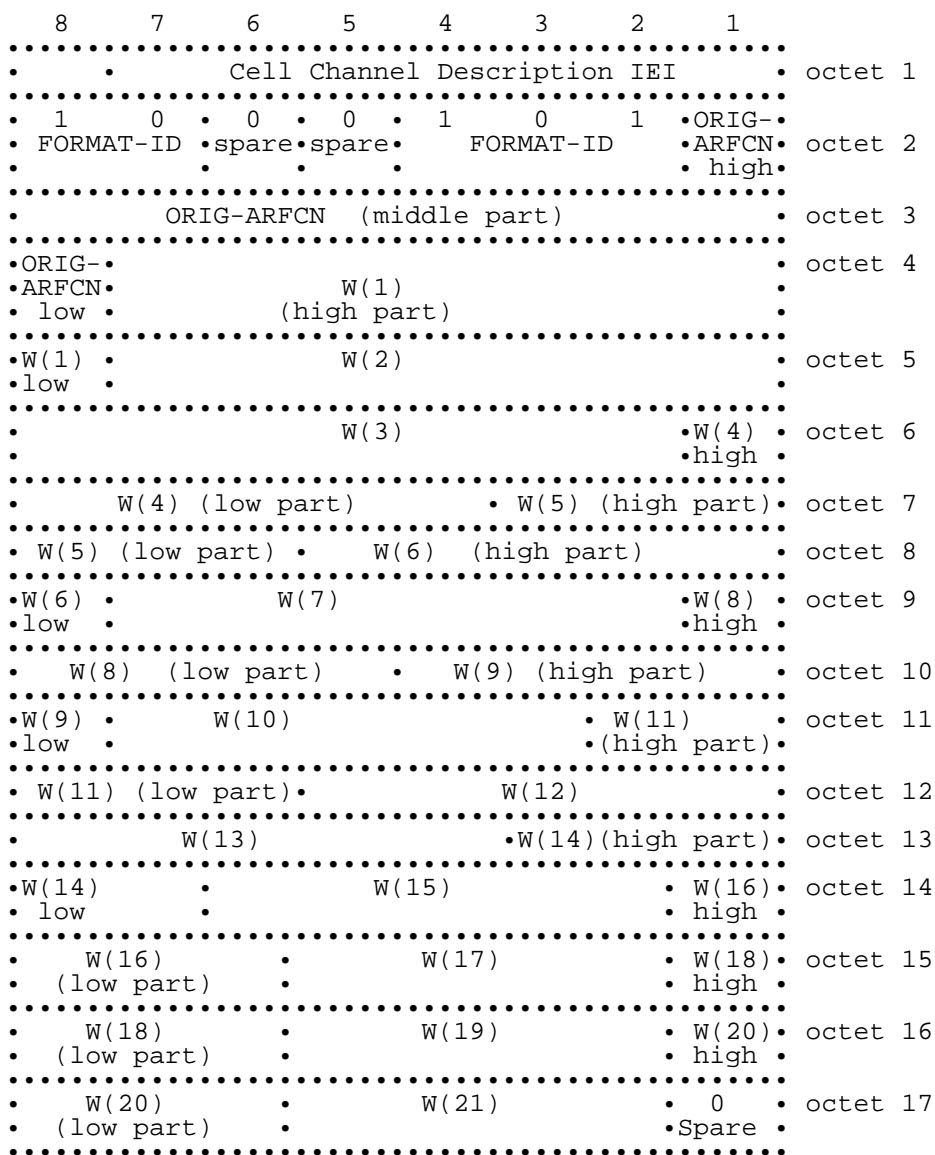 8 7 6 5 4 3 2 1
Cell Channel Description IEI octet 1
1 0 0 0 1 0 1 ORIG-
FORMAT-ID spare spare FORMAT-ID ARFCN octet 2
high
ORIG-ARFCN (middle part) octet 3
ORIG- octet 4
ARFCN W(1)
low (high part)
W(1) W(2) octet 5
low
W(3) W(4) octet 6
high
W(4) (low part) W(5) (high part) octet 7
W(5) (low part) W(6) (high part) octet 8
W(6) W(7) W(8) octet 9
low high
W(8) (low part) W(9) (high part) octet 10
W(9) W(10) W(11) octet 11
low (high part)
W(11) (low part) W(12) octet 12
W(13) W(14)(high part) octet 13
W(14) W(15) W(16) octet 14
low high
W(16) W(17) W(18) octet 15
(low part) high
W(18) W(19) W(20) octet 16
(low part) high
W(20) W(21) 0 octet 17
(low part) Spare